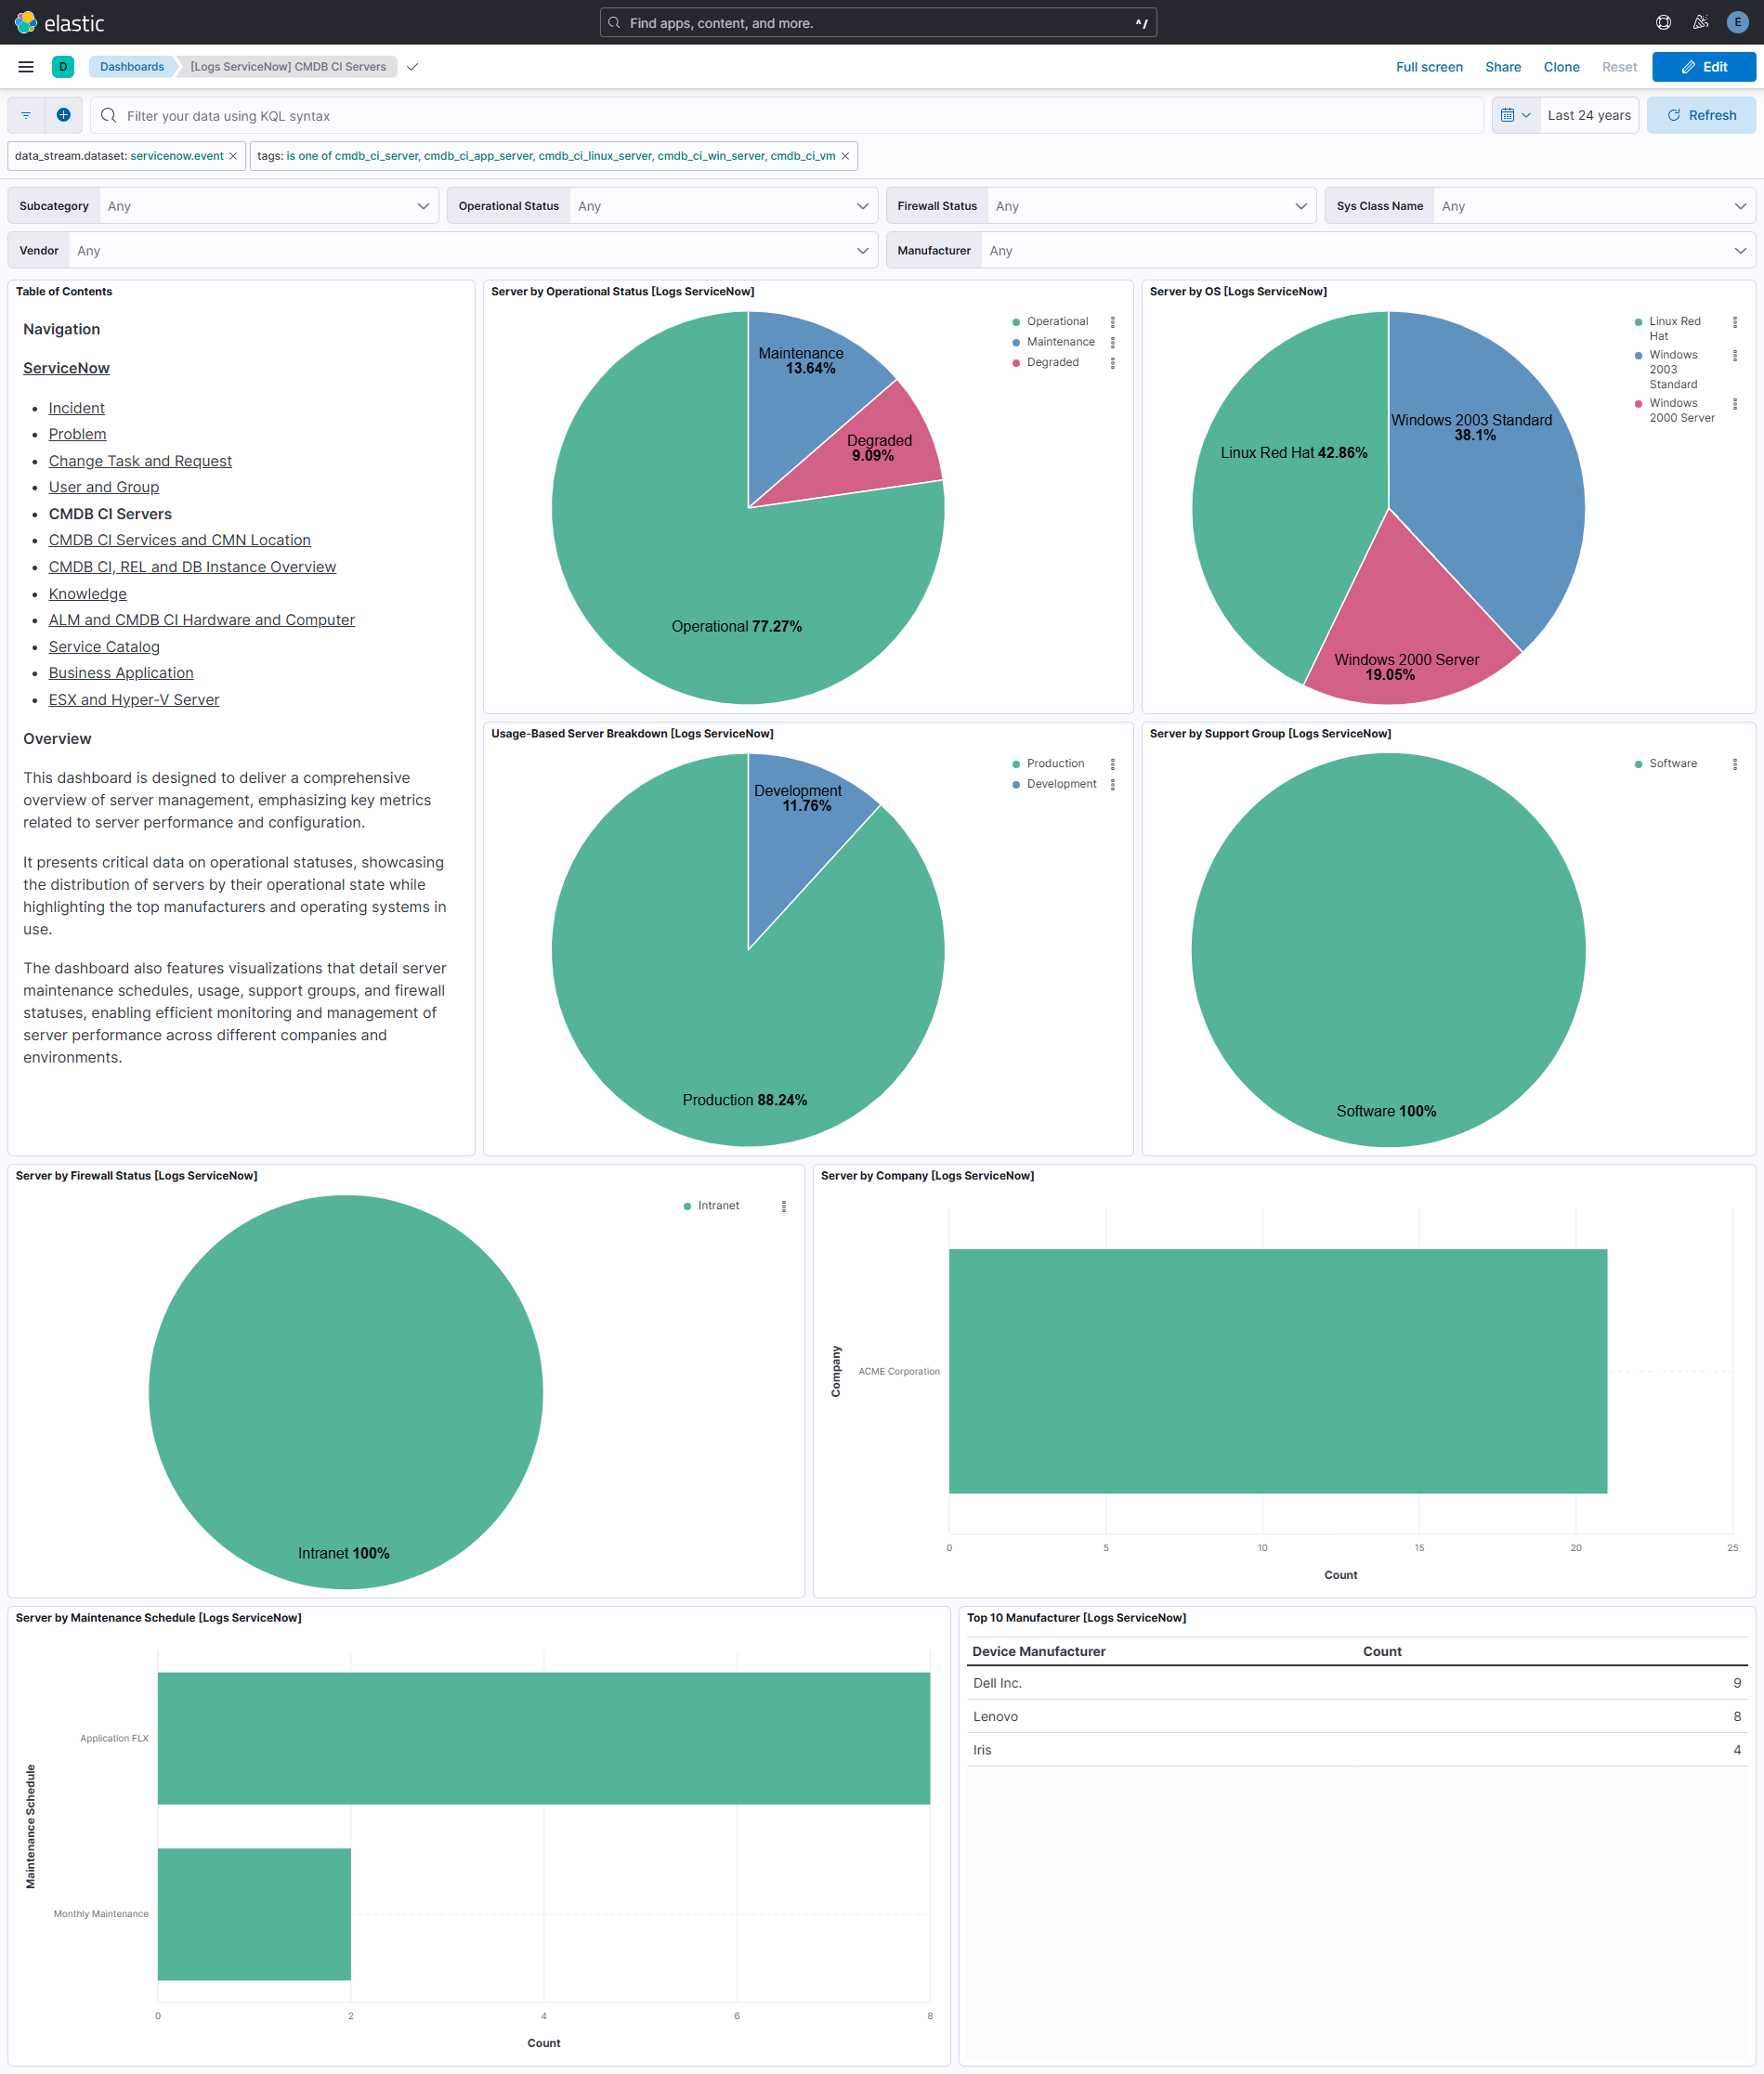 elastic
Find apps, content, and more.
^/
E
D
Dashboards
[Logs ServiceNow] CMDB CI Servers
Full screen
Share
Clone
Reset
Edit
Filter your data using KQL syntax
Last 24 years
Refresh
data_stream.dataset: servicenow.event
tags: is one of cmdb_ci_server, cmdb_ci_app_server, cmdb_ci_linux_server, cmdb_ci_win_server, cmdb_ci_vm
Subcategory Any
Operational Status Any
Firewall Status Any
Sys Class Name Any
Vendor Any
Manufacturer Any
Table of Contents
Navigation
ServiceNow
Incident
Problem
Change Task and Request
User and Group
CMDB CI Servers
CMDB CI Services and CMN Location
CMDB CI, REL and DB Instance Overview
Knowledge
ALM and CMDB CI Hardware and Computer
Service Catalog
Business Application
ESX and Hyper-V Server
Overview
This dashboard is designed to deliver a comprehensive
overview of server management, emphasizing key metrics
related to server performance and configuration.
It presents critical data on operational statuses, showcasing
the distribution of servers by their operational state while
highlighting the top manufacturers and operating systems in
use.
The dashboard also features visualizations that detail server
maintenance schedules, usage, support groups, and firewall
statuses, enabling efficient monitoring and management of
server performance across different companies and
environments.
Server by Operational Status [Logs ServiceNow]
Maintenance
13.64%
Degraded
9.09%
Operational 77.27%
Operational
Maintenance
Degraded
Server by OS [Logs ServiceNow]
Windows 2003 Standard
38.1%
Linux Red Hat 42.86%
Windows 2000 Server
19.05%
Linux Red
Hat
Windows
2003
Standard
Windows
2000 Server
Usage-Based Server Breakdown [Logs ServiceNow]
Development
11.76%
Production 88.24%
Production
Development
Server by Support Group [Logs ServiceNow]
Software 100%
Software
Server by Firewall Status [Logs ServiceNow]
Intranet 100%
Intranet
Server by Company [Logs ServiceNow]
Company
ACME Corporation
0 5 10 15 20 25
Count
Server by Maintenance Schedule [Logs ServiceNow]
Maintenance Schedule
Application FLX
Monthly Maintenance
0 2 4 6 8
Count
Top 10 Manufacturer [Logs ServiceNow]
Device Manufacturer Count
Dell Inc. 9
Lenovo 8
Iris 4